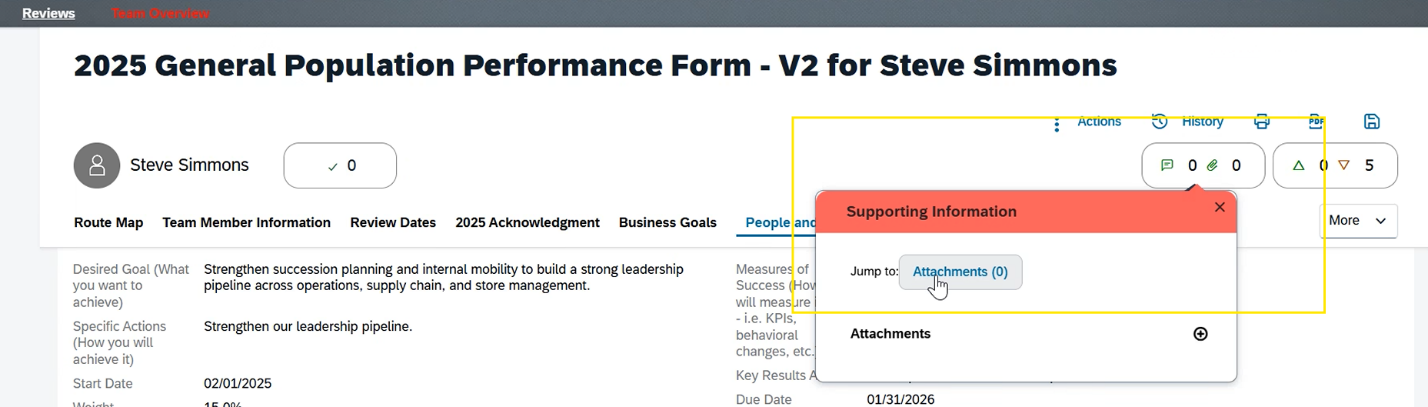 Reviews Team Overview
2025 General Population Performance Form - V2 for Steve Simmons
Actions History PDF
Steve Simmons 0 0 0 0 5
Route Map Team Member Information Review Dates 2025 Acknowledgment Business Goals People and More
Supporting Information
Jump to: Attachments (0)
Attachments
Desired Goal (What
you want to
achieve)
Strengthen succession planning and internal mobility to build a strong leadership
pipeline across operations, supply chain, and store management.
Specific Actions
(How you will
achieve it)
Strengthen our leadership pipeline.
Start Date 02/01/2025
Weight 15.0%
Measures of
Success (How
will measure
- i.e. KPIs,
behavioral
changes, etc.
Key Results
Due Date 01/31/2026